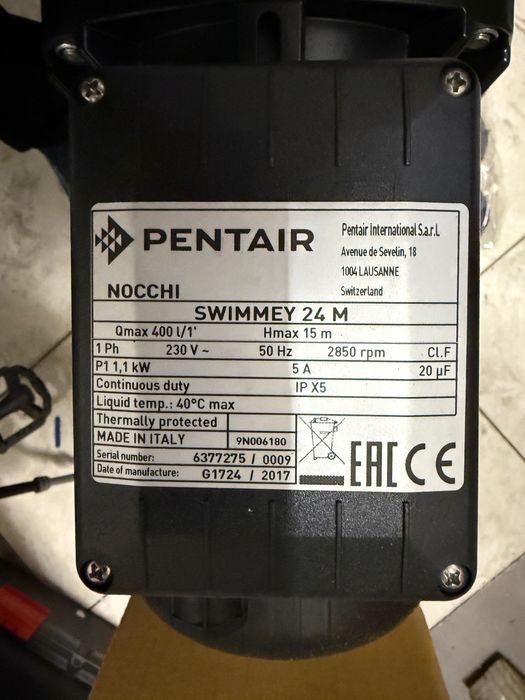 PENTAIR
Pentair International S.a.r.l.
Avenue de Sevelin, 18
1004 LAUSANNE
Switzerland
NOCCHI
SWIMMEY 24 M
Qmax 400 l/1' Hmax 15 m
1 Ph 230 V ~ 50 Hz 2850 rpm Cl.F
P1 1,1 kW 5 A 20 µF
Continuous duty IP X5
Liquid temp.: 40°C max
Thermally protected
MADE IN ITALY 9N006180
Serial number: 6377275 / 0009
Date of manufacture: G1724 / 2017
EAC CE